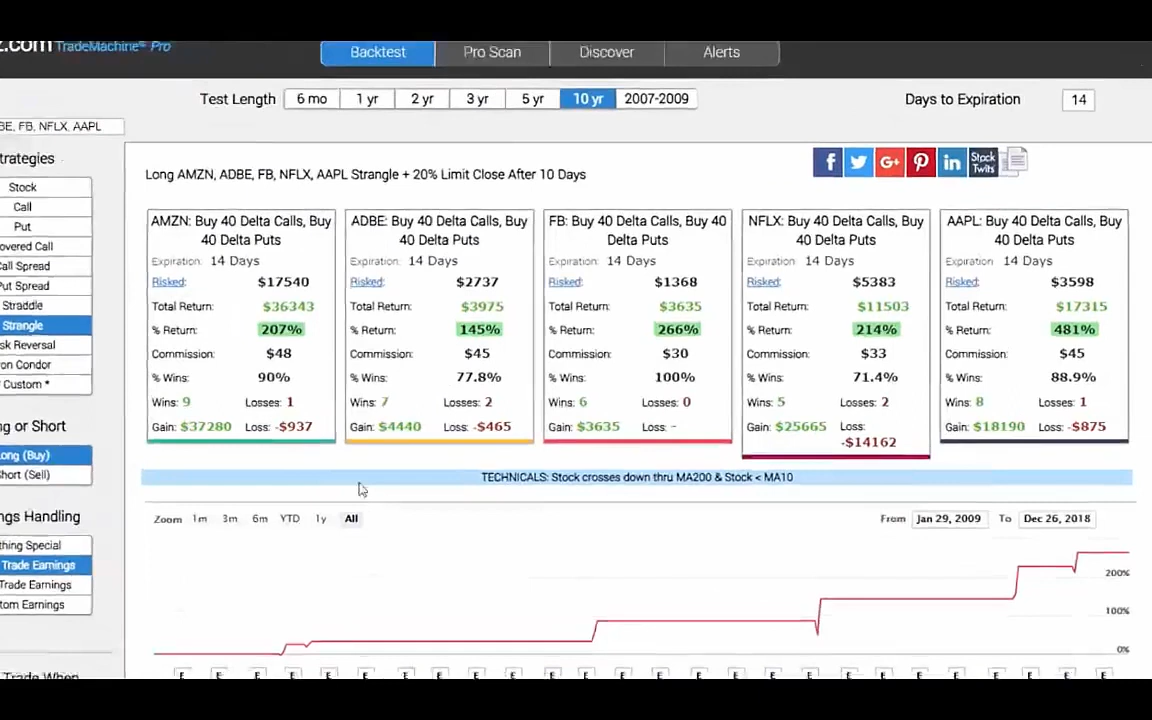 z.com TradeMachine® Pro
Backtest Pro Scan Discover Alerts
Test Length 6 mo 1 yr 2 yr 3 yr 5 yr 10 yr 2007-2009 Days to Expiration 14
BE, FB, NFLX, AAPL
trategies
Stock
Call
Put
overed Call
Call Spread
Put Spread
Straddle
Strangle
sk Reversal
ron Condor
Custom *
ng or Short
Long (Buy)
Short (Sell)
ngs Handling
thing Special
Trade Earnings
Trade Earnings
tom Earnings
Trade When
Long AMZN, ADBE, FB, NFLX, AAPL Strangle + 20% Limit Close After 10 Days
Stock
Twits
AMZN: Buy 40 Delta Calls, Buy
40 Delta Puts
Expiration: 14 Days
Risked: $17540
Total Return: $36343
% Return: 207%
Commission: $48
% Wins: 90%
Wins: 9 Losses: 1
Gain: $37280 Loss: -$937
ADBE: Buy 40 Delta Calls, Buy
40 Delta Puts
Expiration: 14 Days
Risked: $2737
Total Return: $3975
% Return: 145%
Commission: $45
% Wins: 77.8%
Wins: 7 Losses: 2
Gain: $4440 Loss: -$465
FB: Buy 40 Delta Calls, Buy 40
Delta Puts
Expiration: 14 Days
Risked: $1368
Total Return: $3635
% Return: 266%
Commission: $30
% Wins: 100%
Wins: 6 Losses: 0
Gain: $3635 Loss: -
NFLX: Buy 40 Delta Calls, Buy
40 Delta Puts
Expiration: 14 Days
Risked: $5383
Total Return: $11503
% Return: 214%
Commission: $33
% Wins: 71.4%
Wins: 5 Losses: 2
Gain: $25665 Loss:
-$14162
AAPL: Buy 40 Delta Calls, Buy
40 Delta Puts
Expiration: 14 Days
Risked: $3598
Total Return: $17315
% Return: 481%
Commission: $45
% Wins: 88.9%
Wins: 8 Losses: 1
Gain: $18190 Loss: -$875
TECHNICALS: Stock crosses down thru MA200 & Stock < MA10
Zoom 1m 3m 6m YTD 1y All From Jan 29, 2009 To Dec 26, 2018
200%
100%
0%
E E E E E E E E E E E E E E E E E E E E E E E E E